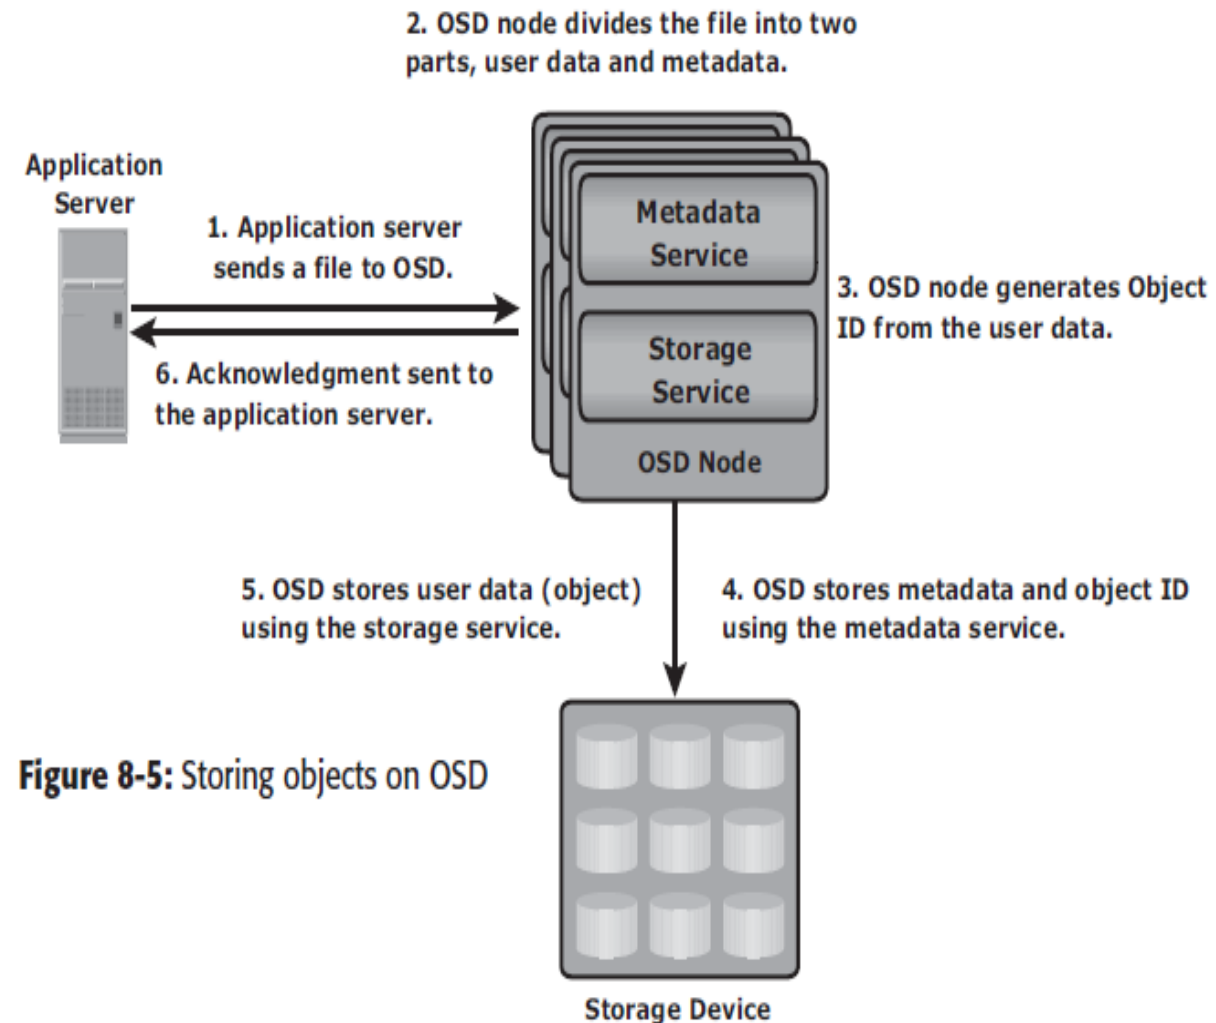 2. OSD node divides the file into two
parts, user data and metadata.
Application
Server
1. Application server
sends a file to OSD.
Metadata
Service
3. OSD node generates Object
ID from the user data.
Storage
Service
6. Acknowledgment sent to
the application server.
OSD Node
5. OSD stores user data (object)
using the storage service.
4. OSD stores metadata and object ID
using the metadata service.
Figure 8-5: Storing objects on OSD
Storage Device